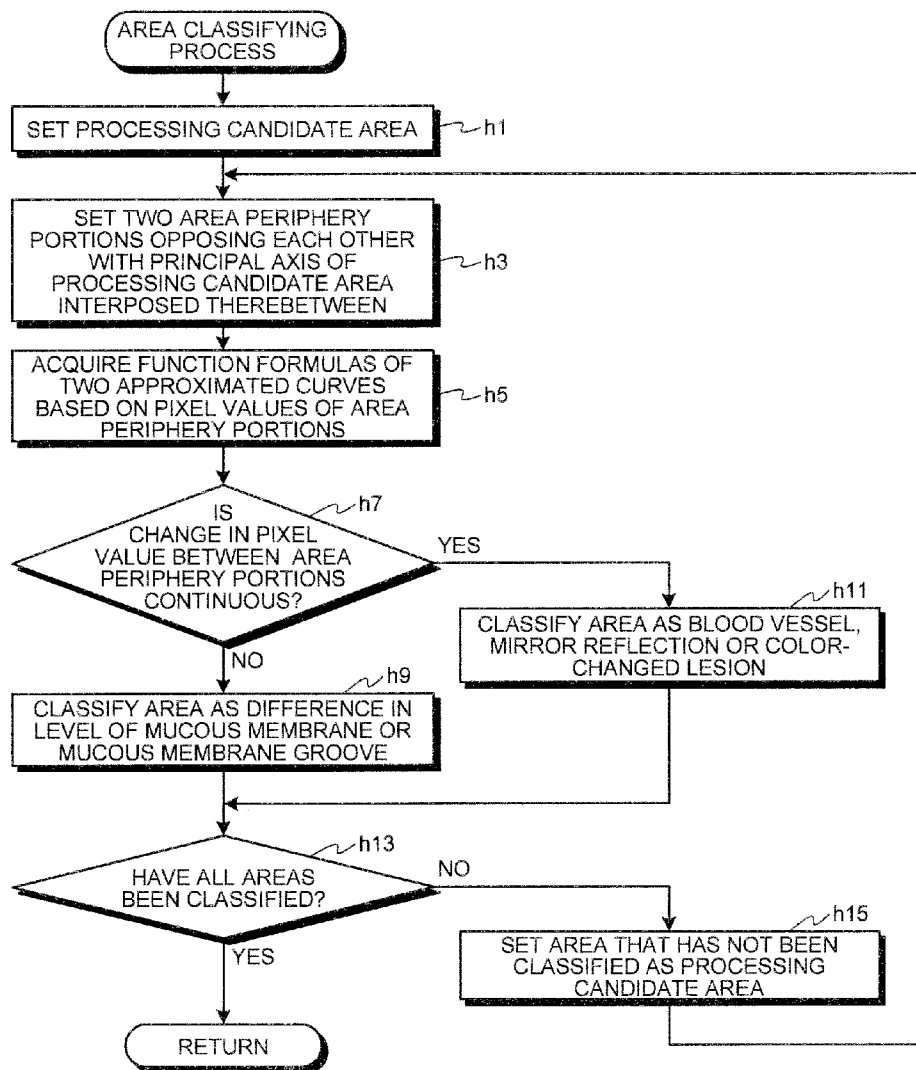 AREA CLASSIFYING
PROCESS
SET PROCESSING CANDIDATE AREA
h1
SET TWO AREA PERIPHERY
PORTIONS OPPOSING EACH OTHER
WITH PRINCIPAL AXIS OF
PROCESSING CANDIDATE AREA
INTERPOSED THEREBETWEEN
h3
ACQUIRE FUNCTION FORMULAS OF
TWO APPROXIMATED CURVES
BASED ON PIXEL VALUES OF AREA
PERIPHERY PORTIONS
h5
h7
IS
CHANGE IN PIXEL
VALUE BETWEEN AREA
PERIPHERY PORTIONS
CONTINUOUS?
YES
NO
h11
CLASSIFY AREA AS BLOOD VESSEL,
MIRROR REFLECTION OR COLOR-
CHANGED LESION
h9
CLASSIFY AREA AS DIFFERENCE IN
LEVEL OF MUCOUS MEMBRANE OR
MUCOUS MEMBRANE GROOVE
h13
HAVE ALL AREAS
BEEN CLASSIFIED?
NO
YES
h15
SET AREA THAT HAS NOT BEEN
CLASSIFIED AS PROCESSING
CANDIDATE AREA
RETURN